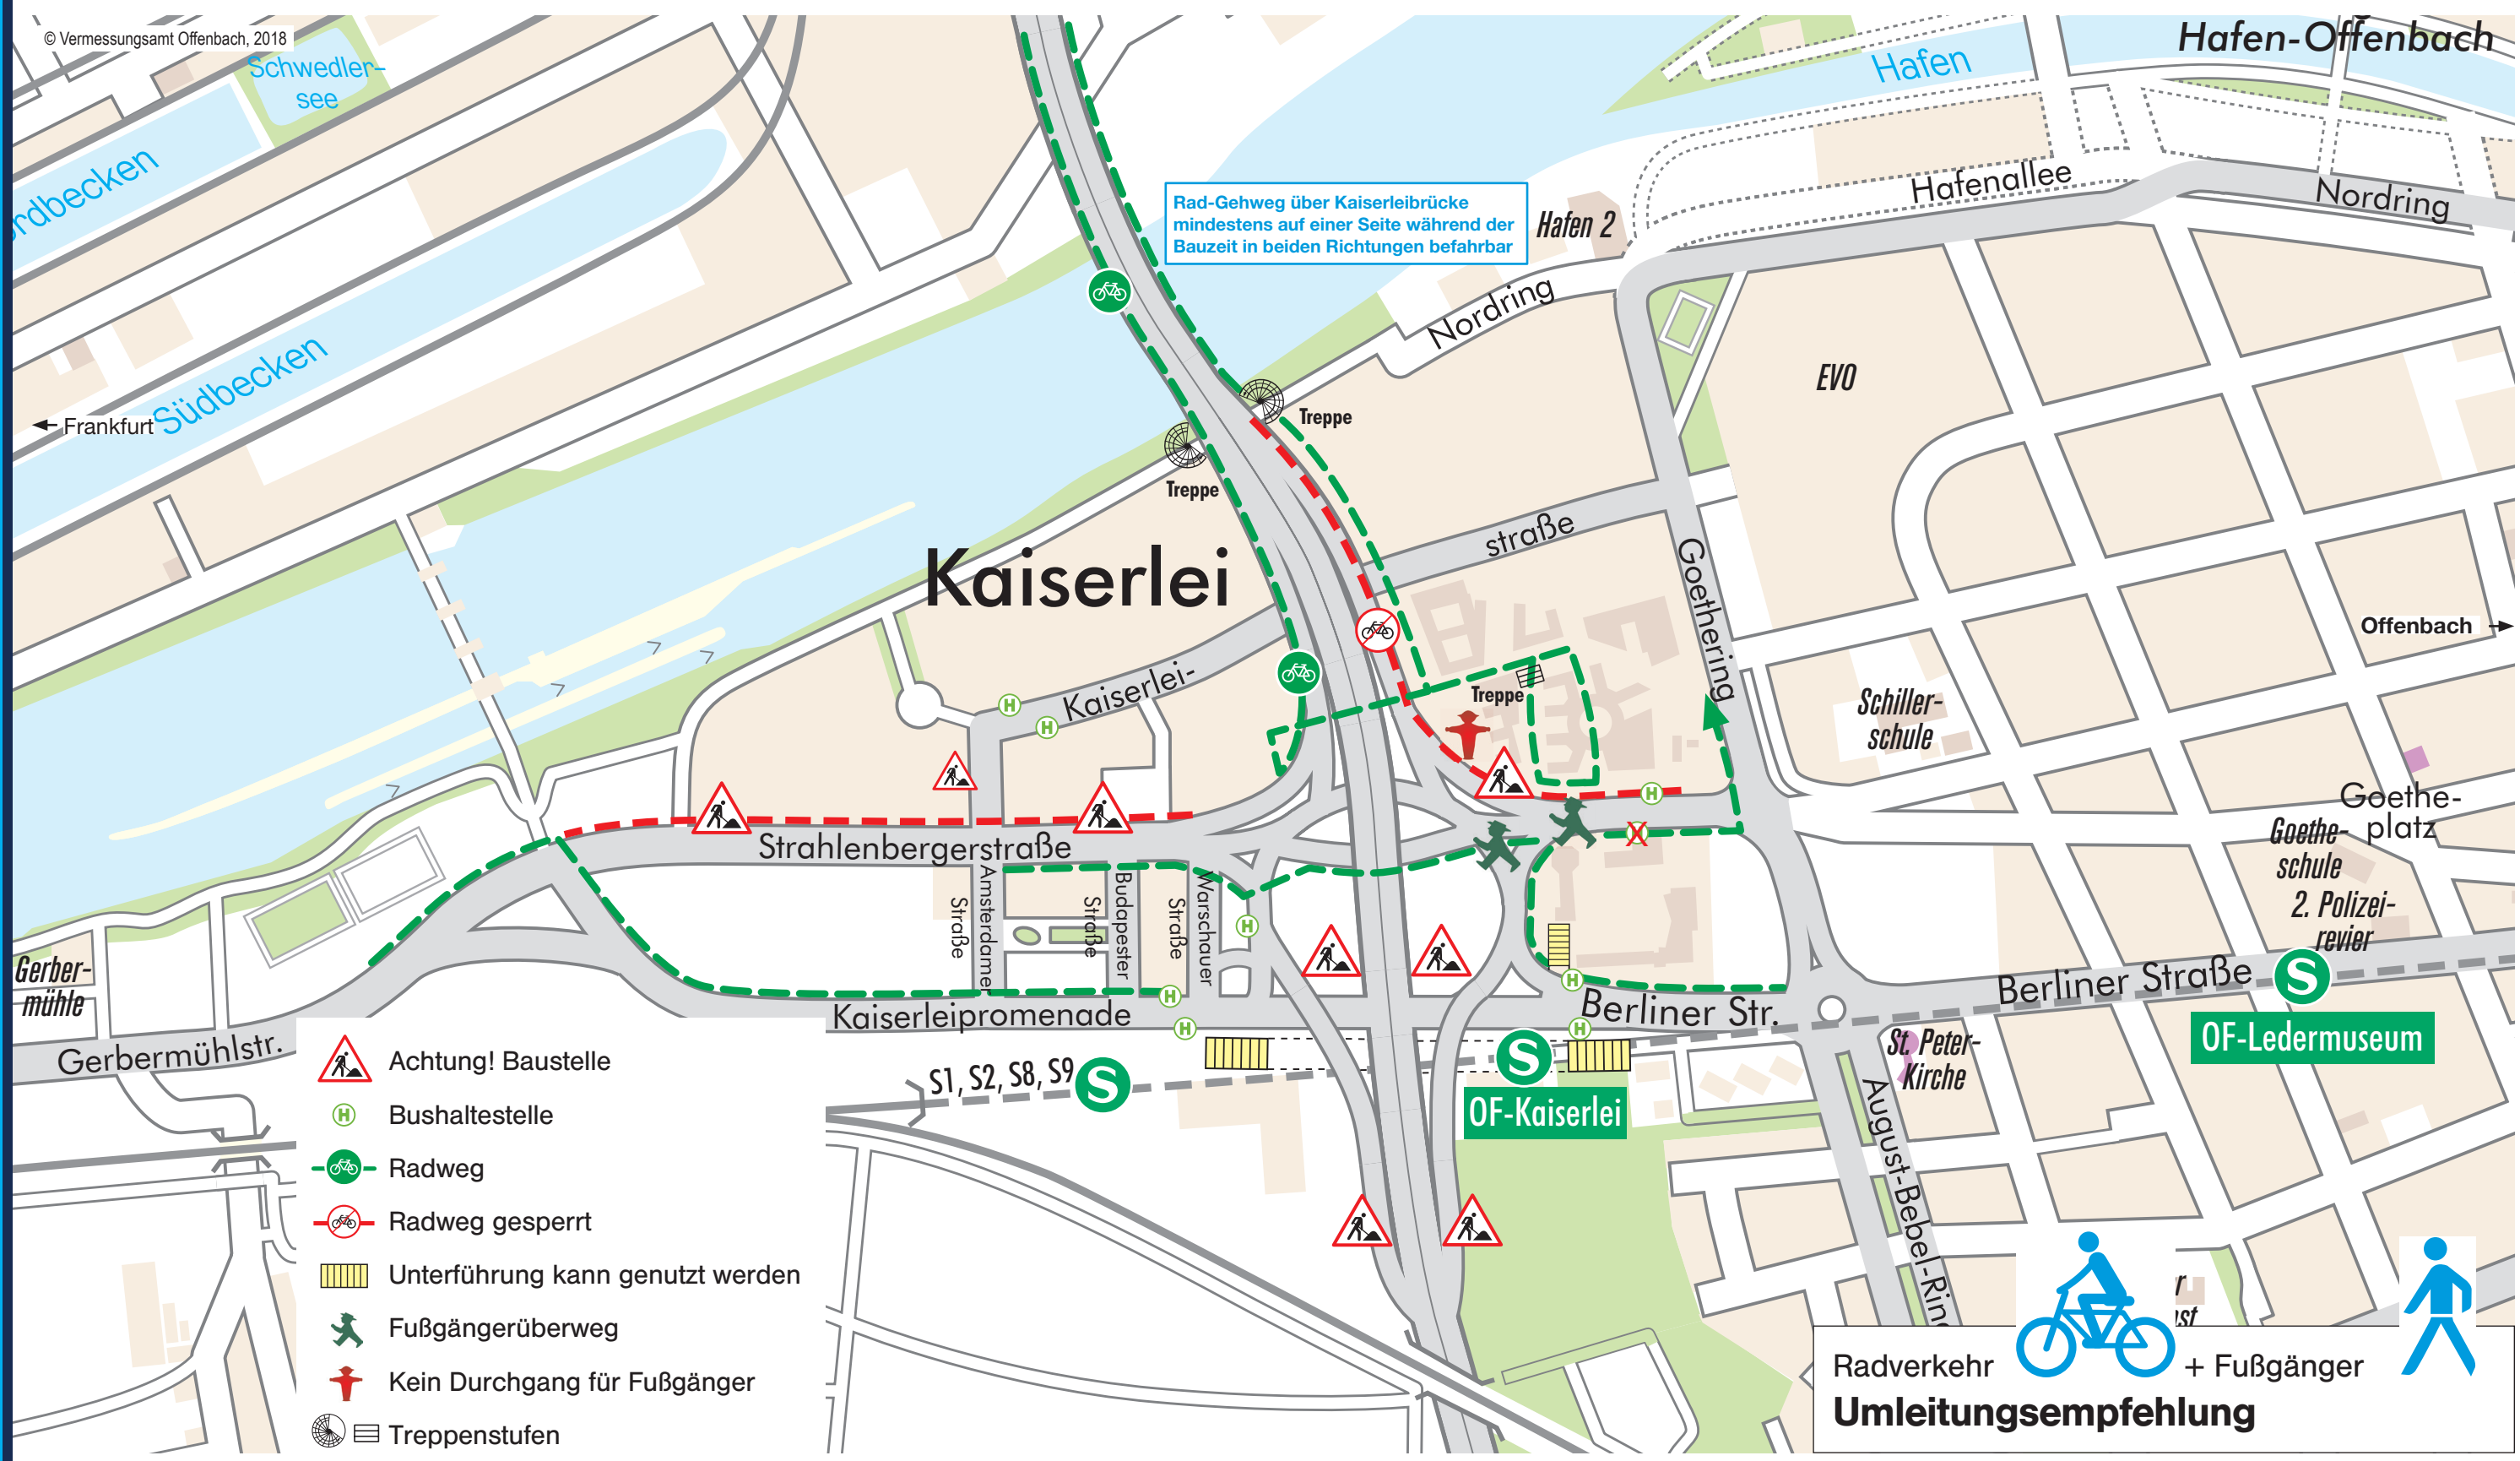 © Vermessungsamt Offenbach, 2018
Hafen-Offenbach
Schwedler-
see
Hafen
Nordring
Hafenallee
Rad-Gehweg über Kaiserleibrücke
mindestens auf einer Seite während der
Bauzeit in beiden Richtungen befahrbar
Hafen 2
rdbecken
Südbecken
Nordring
EVO
Frankfurt
Treppe
Treppe
straße
Kaiserlei
Goethering
Offenbach
Kaiserlei-
H
H
Treppe
Schiller-
schule
H
Goethe-
platz
Goethe-
schule
2. Polizei-
revier
Strahlenbergerstraße
H
Amsterdamer
Straße
Budapester
Straße
Warschauer
Straße
H
Gerber-
mühle
H
H
Berliner Str.
Berliner Straße
S
OF-Ledermuseum
Kaiserleipromenade
H
H
Gerbermühlstr.
S1, S2, S8, S9
S
S
OF-Kaiserlei
St. Peter-
Kirche
August-Bebel-Ring
Achtung! Baustelle
H
Bushaltestelle
Radweg
Radweg gesperrt
Unterführung kann genutzt werden
Fußgängerüberweg
Kein Durchgang für Fußgänger
Treppenstufen
Radverkehr + Fußgänger
Umleitungsempfehlung